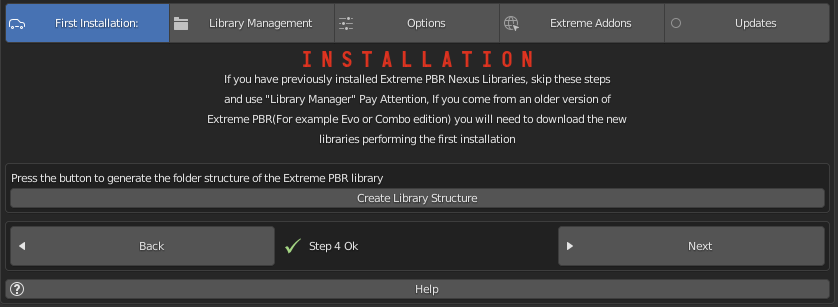 First Installation: Library Management Options Extreme Addons Updates
INSTALLATION
If you have previously installed Extreme PBR Nexus Libraries, skip these steps
and use "Library Manager" Pay Attention, If you come from an older version of
Extreme PBR(For example Evo or Combo edition) you will need to download the new
libraries performing the first installation
Press the button to generate the folder structure of the Extreme PBR library
Create Library Structure
Back Step 4 Ok Next
? Help